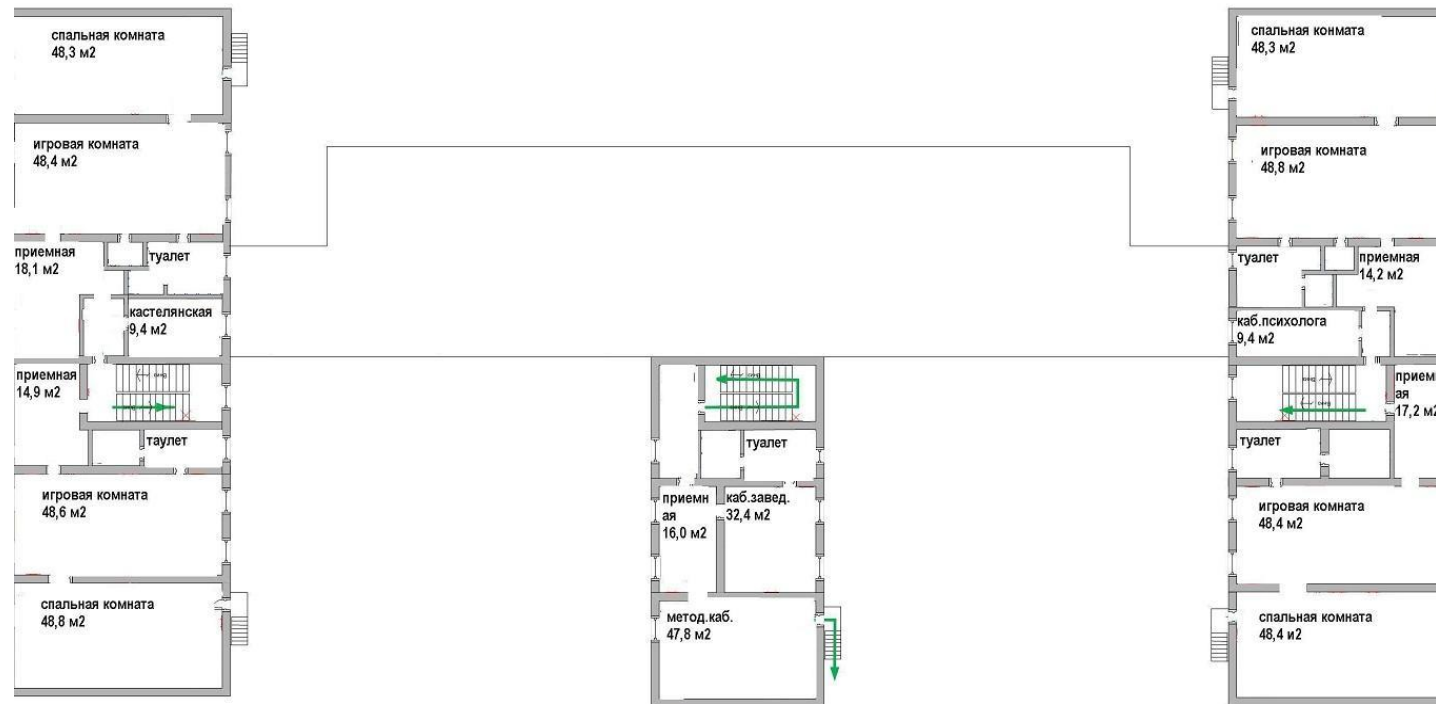 спальная комната
48,3 м2
игровая комната
48,4 м2
приемная
18,1 м2
туалет
кастелянская
9,4 м2
приемная
14,9 м2
таулет
игровая комната
48,6 м2
спальная комната
48,8 м2
туалет
приемн
ая
16,0 м2
каб.завед.
32,4 м2
метод.каб.
47,8 м2
спальная конмата
48,3 м2
игровая комната
48,8 м2
туалет
приемная
14,2 м2
каб.психолога
9,4 м2
прием
ая
17,2 м2
туалет
игровая комната
48,4 м2
спальная комната
48,4 и2